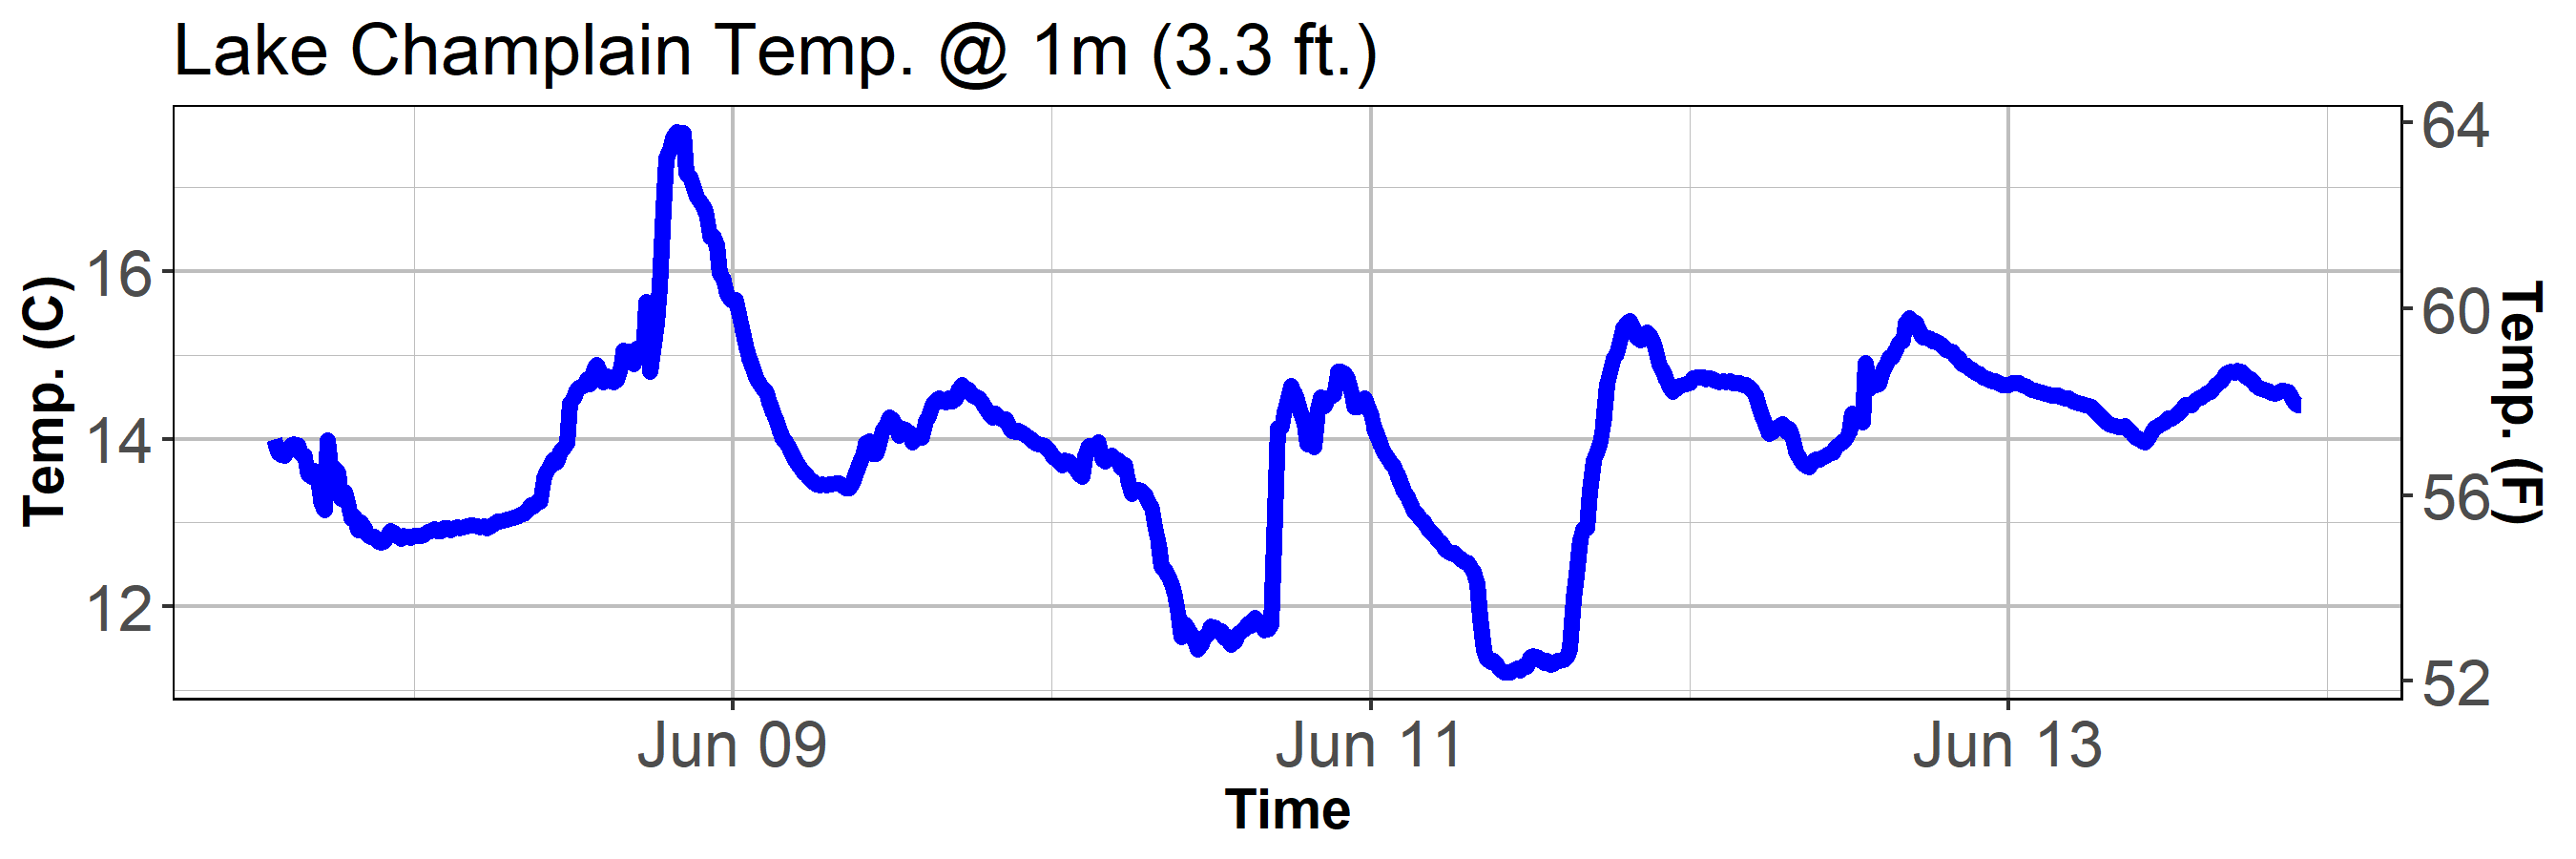 Lake Champlain Temp. @ 1m (3.3 ft.)
Temp. (C)
16
14
12
64
60
56
52
Temp. (F)
Jun 09
Jun 11
Jun 13
Time